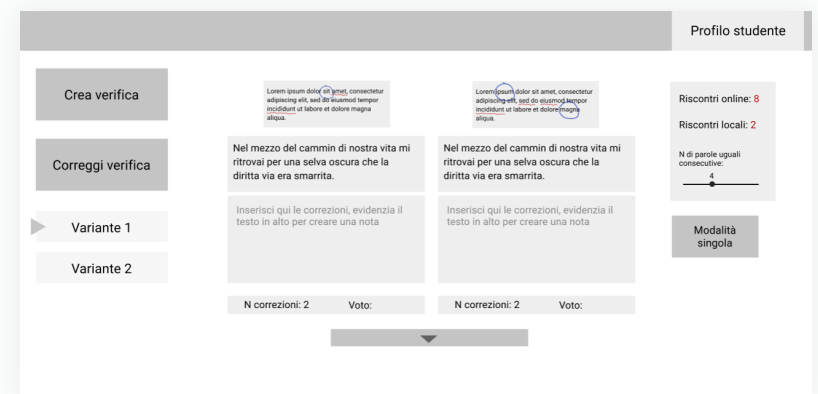 Profilo studente
Crea verifica
Correggi verifica
Variante 1
Variante 2
Lorem ipsum dolor sit amet, consectetur
adipiscing elit, sed do eiusmod tempor
incididunt ut labore et dolore magna
aliqua.
Nel mezzo del cammin di nostra vita mi
ritrovai per una selva oscura che la
diritta via era smarrita.
Inserisci qui le correzioni, evidenzia il
testo in alto per creare una nota
N correzioni: 2 Voto:
Lorem ipsum dolor sit amet, consectetur
adipiscing elit, sed do eiusmod tempor
incididunt ut labore et dolore magna
aliqua.
Nel mezzo del cammin di nostra vita mi
ritrovai per una selva oscura che la
diritta via era smarrita.
Inserisci qui le correzioni, evidenzia il
testo in alto per creare una nota
N correzioni: 2 Voto:
Riscontri online: 8
Riscontri locali: 2
N di parole uguali
consecutive:
4
Modalità
singola